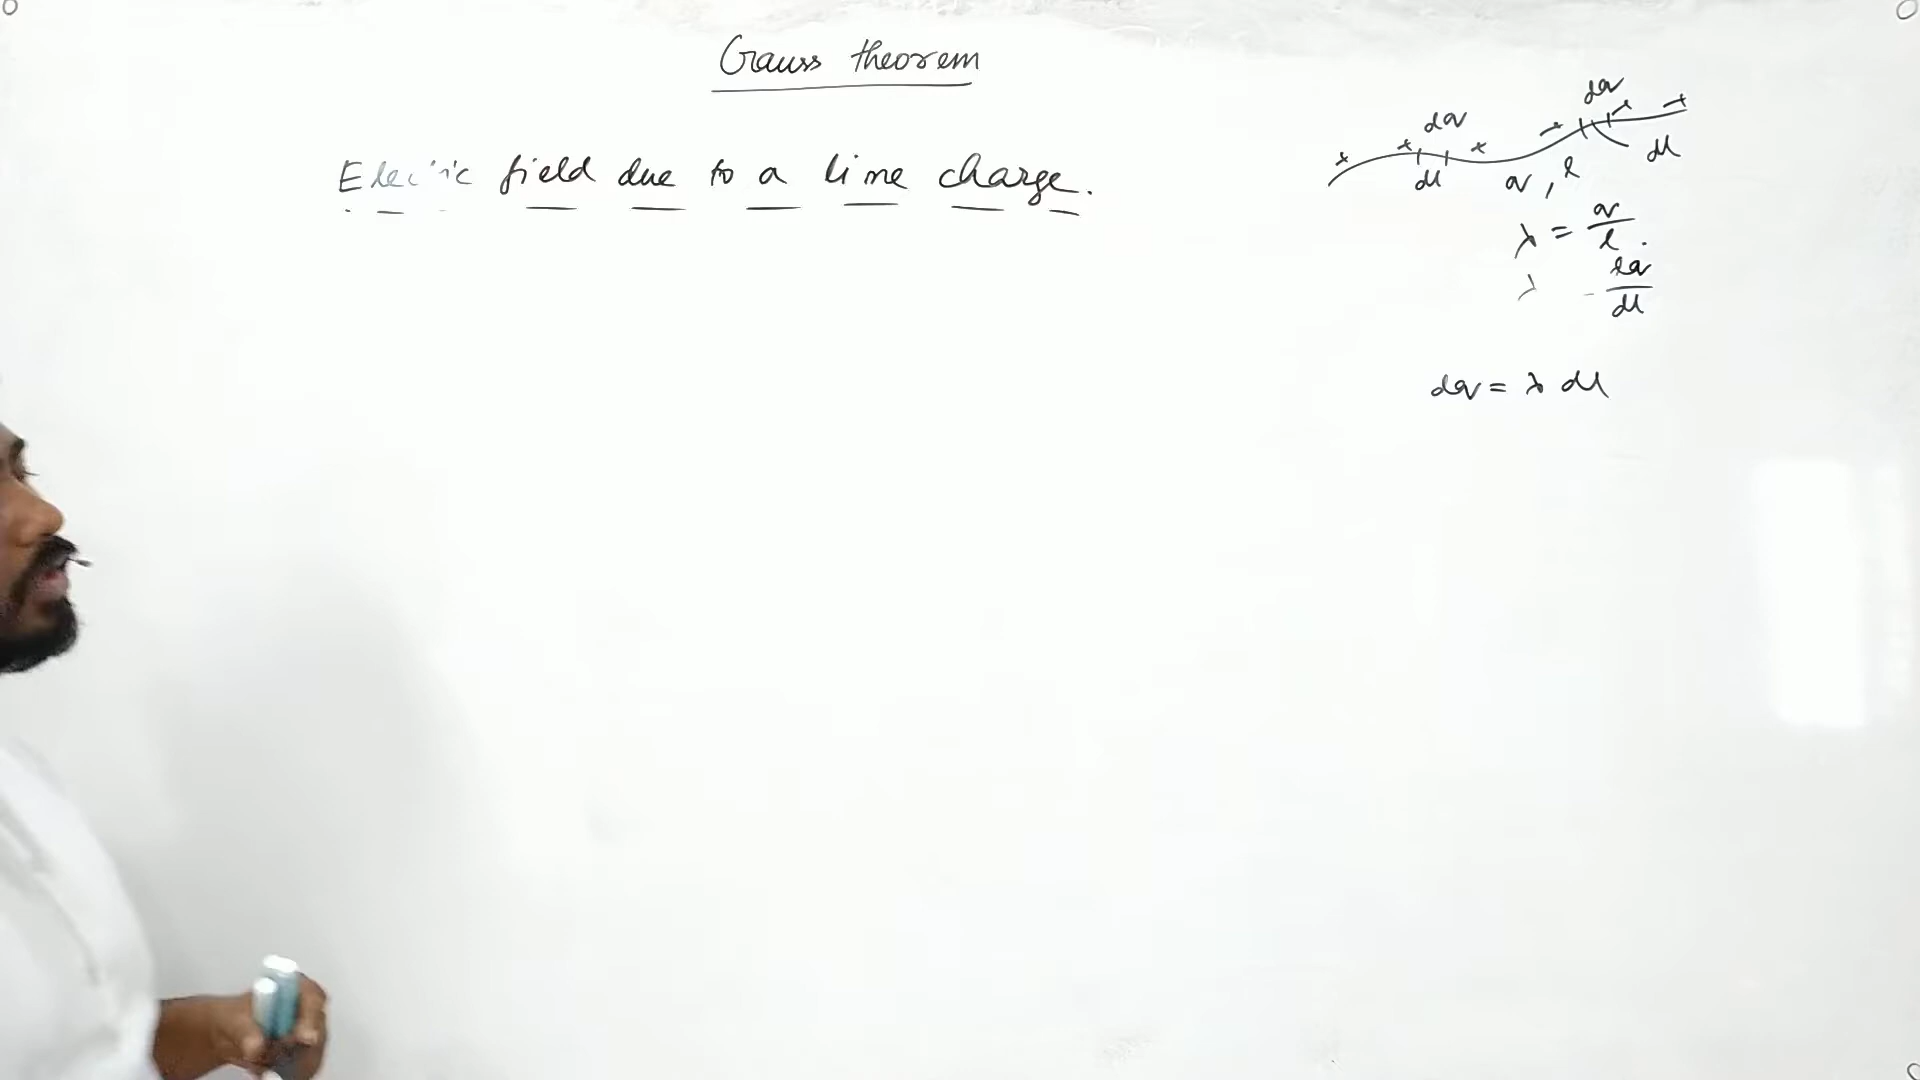 Gauss theorem
Electric field due to a line charge.
dq dq
dl q, l dl
λ = q/l.
λ = dq/dl
dq = λ dl